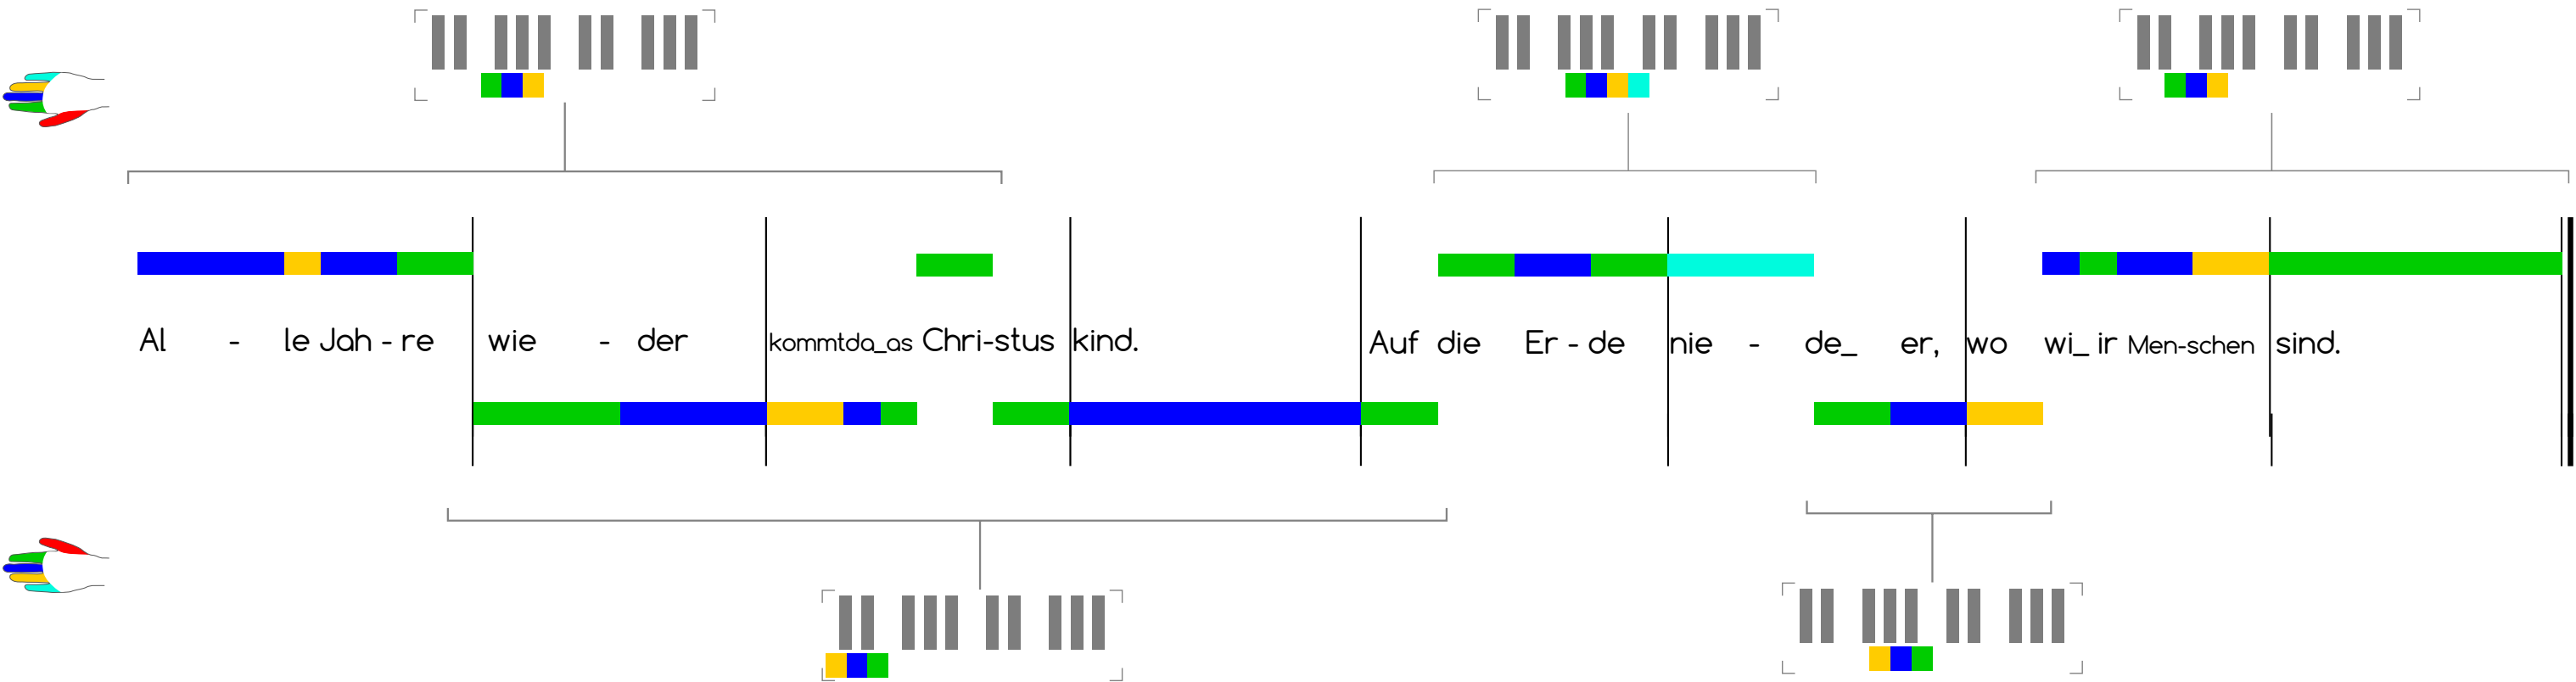 Al - le Jah - re wie - der kommtda_as Chri-stus kind. Auf die Er - de nie - de_ er, wo wi_ ir Men-schen sind.